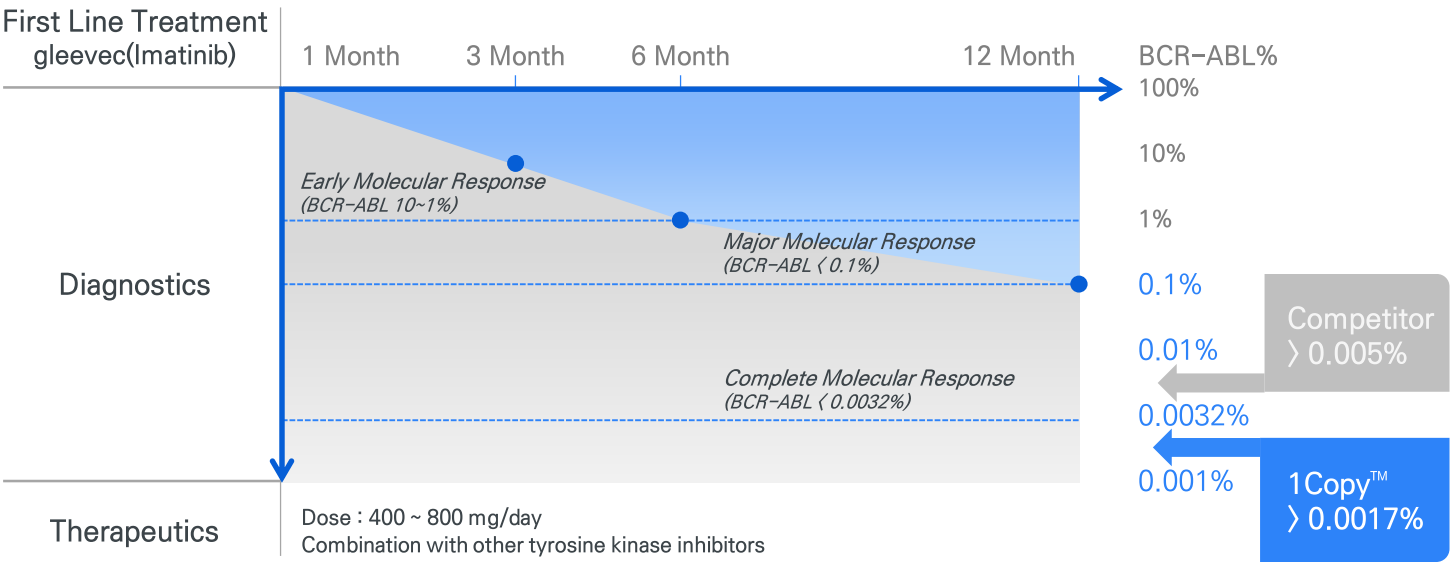 First Line Treatment
gleevec(Imatinib)
1 Month
3 Month
6 Month
12 Month
BCR-ABL%
100%
10%
1%
0.1%
0.01%
0.0032%
0.001%
Diagnostics
Early Molecular Response
(BCR-ABL 10~1%)
Major Molecular Response
(BCR-ABL〈 0.1%)
Complete Molecular Response
(BCR-ABL〈 0.0032%)
Competitor
〉0.005%
1Copy™
〉0.0017%
Therapeutics
Dose : 400 ~ 800 mg/day
Combination with other tyrosine kinase inhibitors